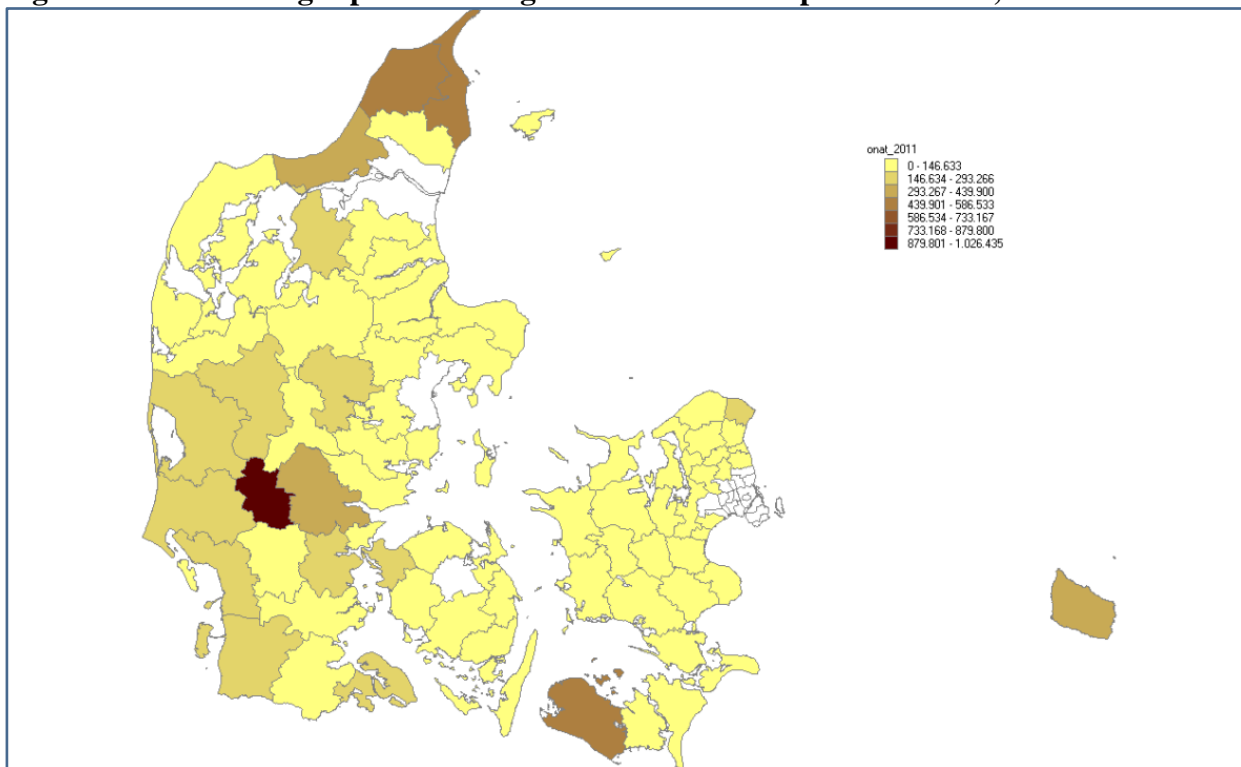 onat_2011
0 - 146.633
146.634 - 293.266
293.267 - 439.900
439.901 - 586.533
586.534 - 733.167
733.168 - 879.800
879.801 - 1.026.435